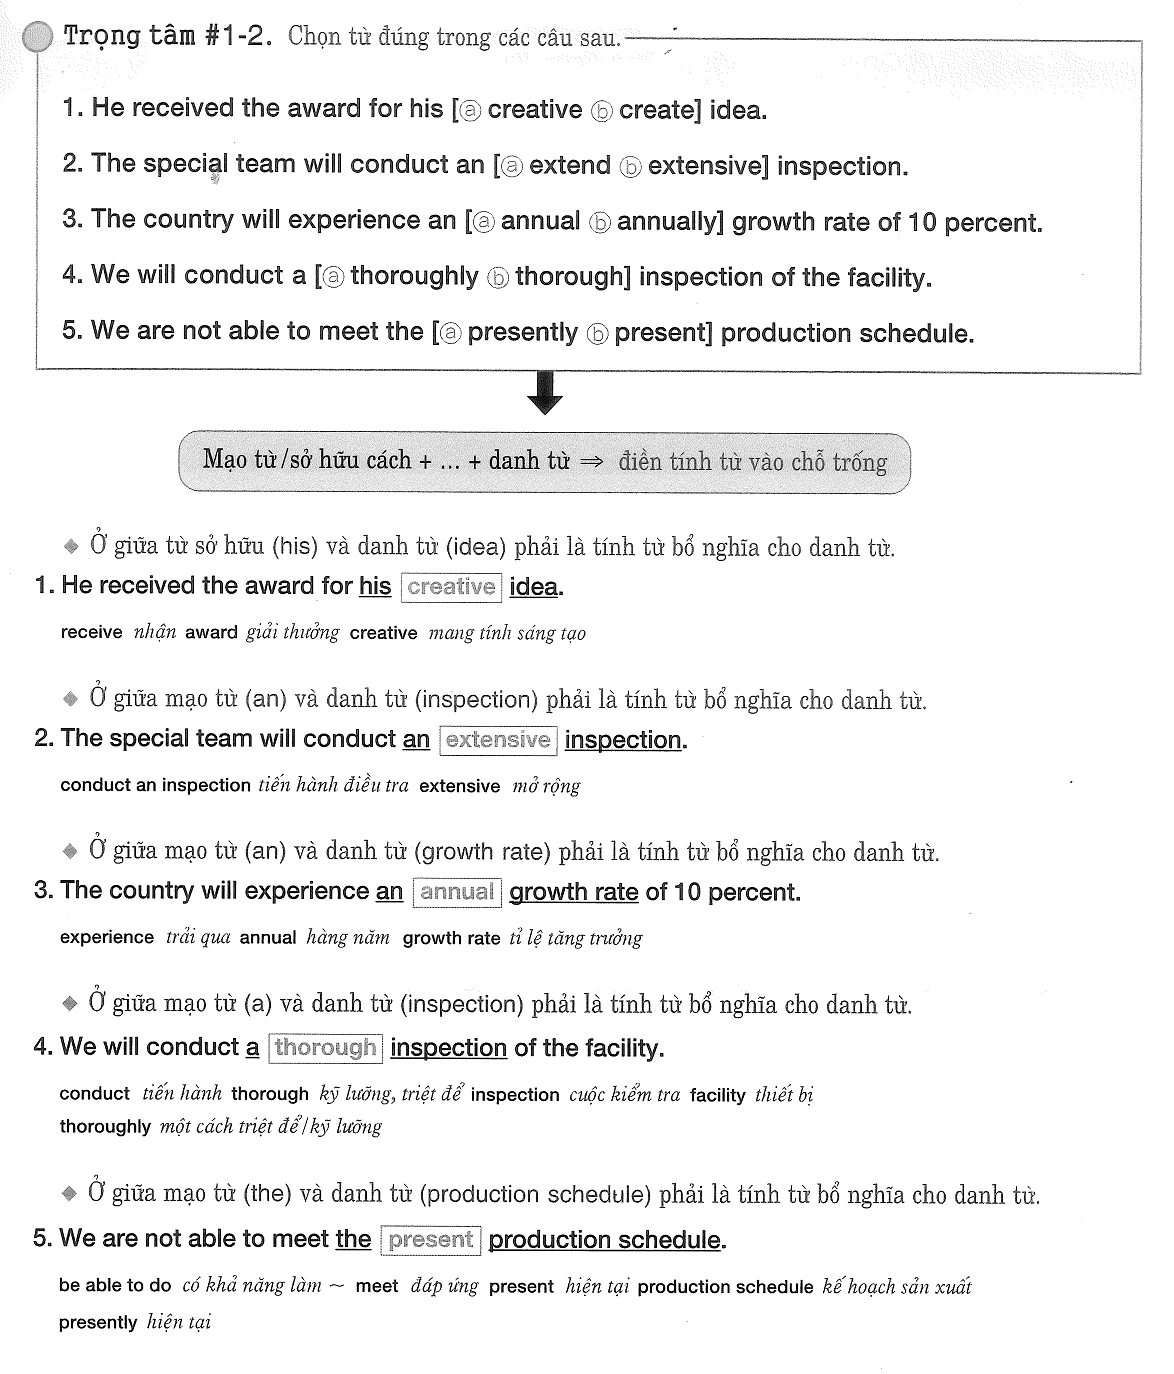 Trọng tâm #1-2. Chọn từ đúng trong các câu sau.
1. He received the award for his [ⓐ creative ⓑ create] idea.
2. The special team will conduct an [ⓐ extend ⓑ extensive] inspection.
3. The country will experience an [ⓐ annual ⓑ annually] growth rate of 10 percent.
4. We will conduct a [ⓐ thoroughly ⓑ thorough] inspection of the facility.
5. We are not able to meet the [ⓐ presently ⓑ present] production schedule.
Mạo từ/sở hữu cách + ... + danh từ ⇒ điền tính từ vào chỗ trống
◆ Ở giữa từ sở hữu (his) và danh từ (idea) phải là tính từ bổ nghĩa cho danh từ.
1. He received the award for his creative idea.
receive nhận award giải thưởng creative mang tính sáng tạo
◆ Ở giữa mạo từ (an) và danh từ (inspection) phải là tính từ bổ nghĩa cho danh từ.
2. The special team will conduct an extensive inspection.
conduct an inspection tiến hành điều tra extensive mở rộng
◆ Ở giữa mạo từ (an) và danh từ (growth rate) phải là tính từ bổ nghĩa cho danh từ.
3. The country will experience an annual growth rate of 10 percent.
experience trải qua annual hàng năm growth rate tỉ lệ tăng trưởng
◆ Ở giữa mạo từ (a) và danh từ (inspection) phải là tính từ bổ nghĩa cho danh từ.
4. We will conduct a thorough inspection of the facility.
conduct tiến hành thorough kỹ lưỡng, triệt để inspection cuộc kiểm tra facility thiết bị
thoroughly một cách triệt để/kỹ lưỡng
◆ Ở giữa mạo từ (the) và danh từ (production schedule) phải là tính từ bổ nghĩa cho danh từ.
5. We are not able to meet the present production schedule.
be able to do có khả năng làm ~ meet đáp ứng present hiện tại production schedule kế hoạch sản xuất
presently hiện tại